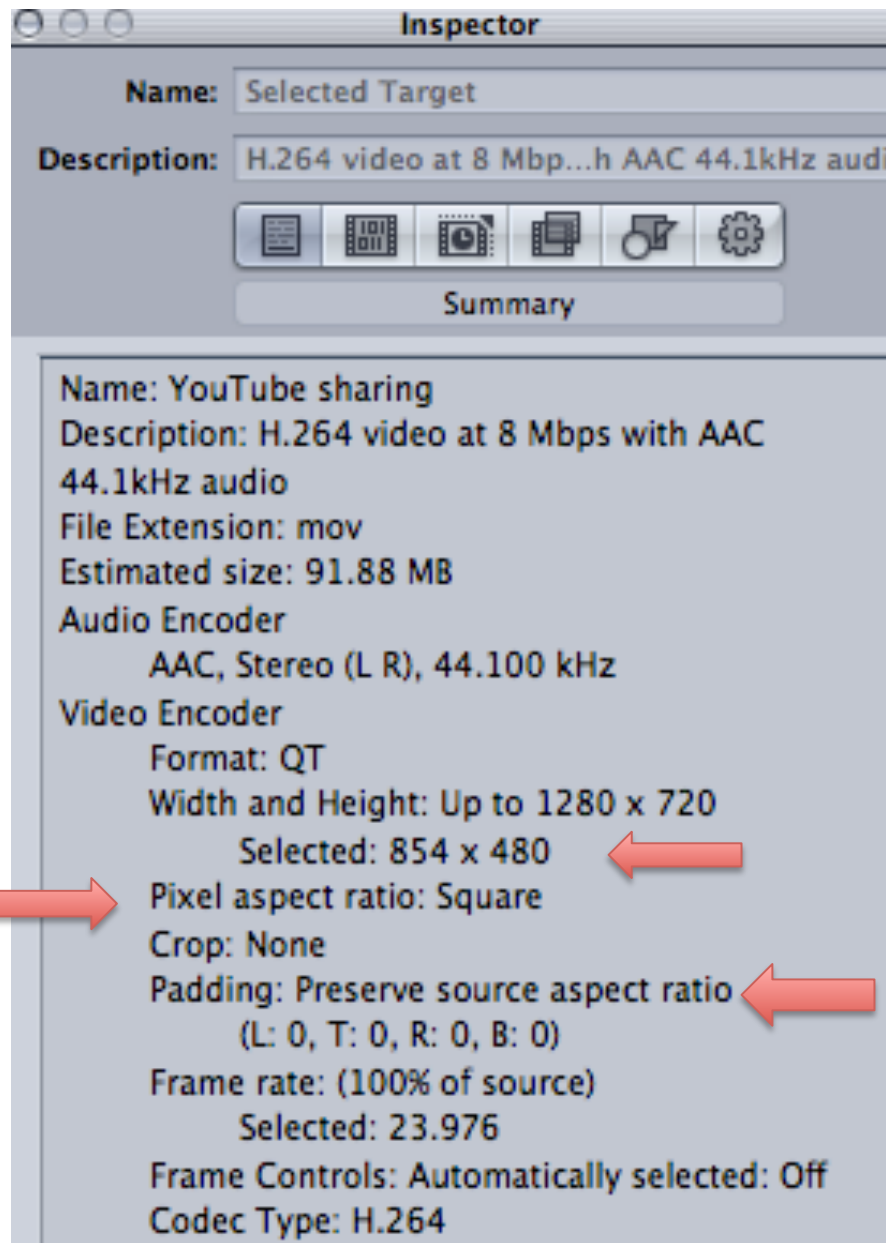 Inspector
Name: Selected Target
Description: H.264 video at 8 Mbp...h AAC 44.1kHz audi
Summary
Name: YouTube sharing
Description: H.264 video at 8 Mbps with AAC
44.1kHz audio
File Extension: mov
Estimated size: 91.88 MB
Audio Encoder
AAC, Stereo (L R), 44.100 kHz
Video Encoder
Format: QT
Width and Height: Up to 1280 x 720
Selected: 854 x 480
Pixel aspect ratio: Square
Crop: None
Padding: Preserve source aspect ratio
(L: 0, T: 0, R: 0, B: 0)
Frame rate: (100% of source)
Selected: 23.976
Frame Controls: Automatically selected: Off
Codec Type: H.264